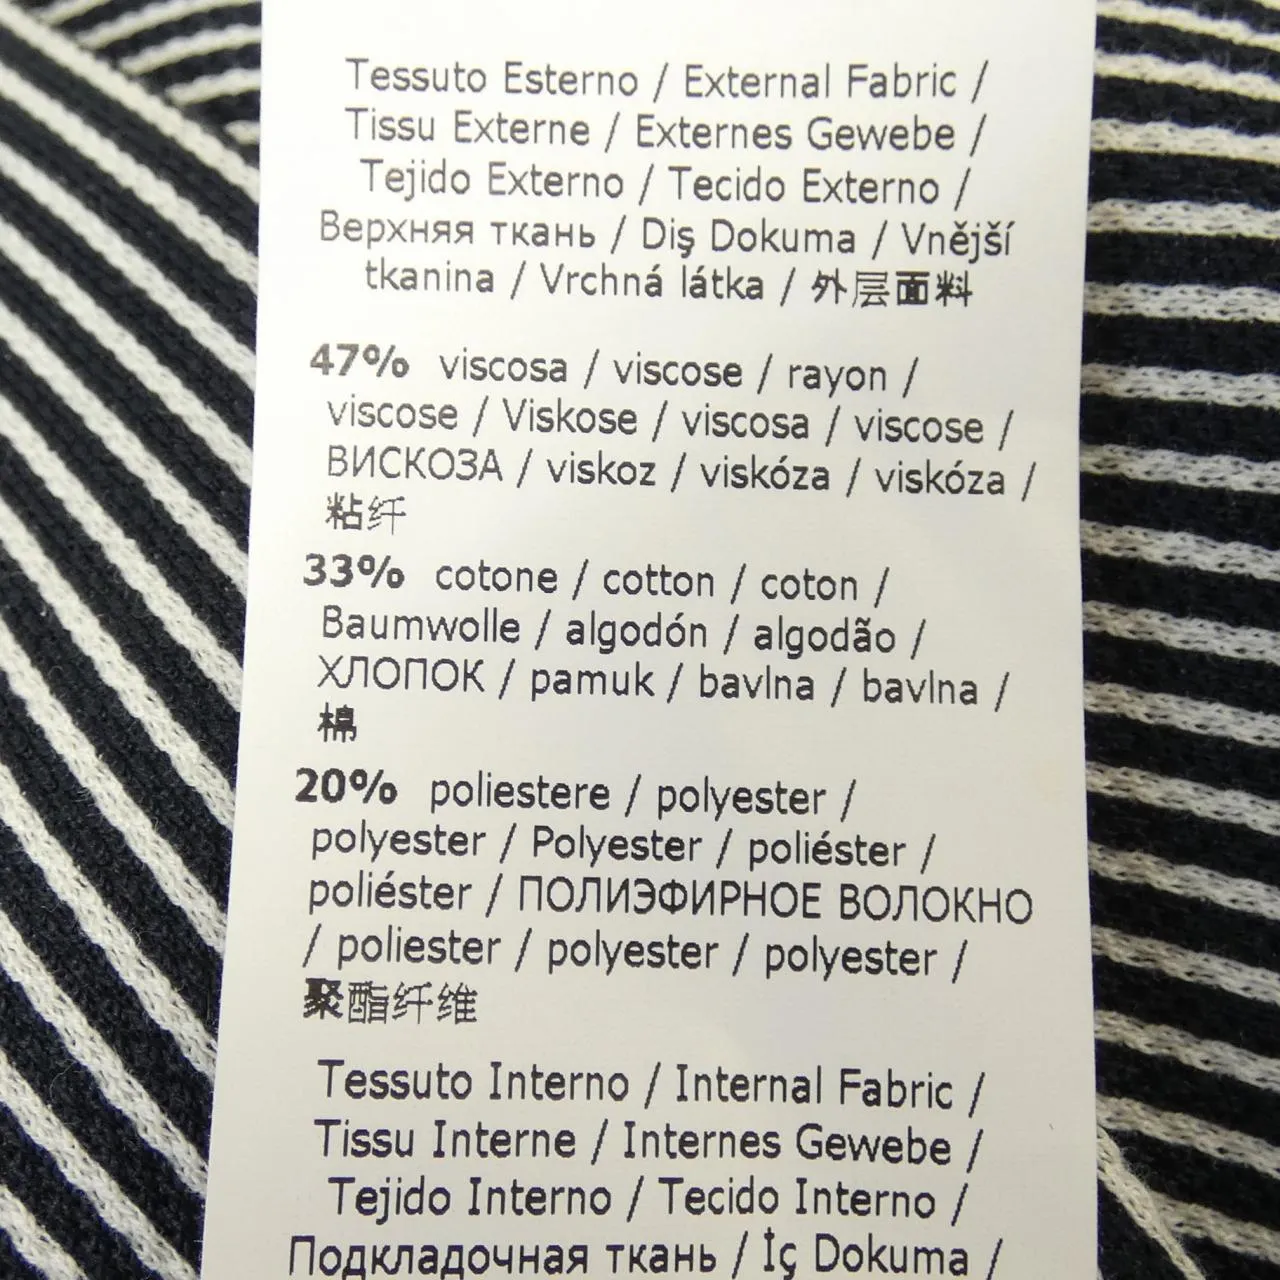 Tessuto Esterno / External Fabric /
Tissu Externe / Externes Gewebe /
Tejido Externo / Tecido Externo /
Верхняя ткань / Diş Dokuma / Vnější
tkanina / Vrchná látka / 外层面料
47% viscosa / viscose / rayon /
viscose / Viskose / viscosa / viscose /
ВИСКОЗА / viskoz / viskóza / viskóza /
粘纤
33% cotone / cotton / coton /
Baumwolle / algodón / algodão /
ХЛОПОК / pamuk / bavlna / bavlna /
棉
20% poliestere / polyester /
polyester / Polyester / poliéster /
poliéster / ПОЛИЭФИРНОЕ ВОЛОКНО
/ poliester / polyester / polyester /
聚酯纤维
Tessuto Interno / Internal Fabric /
Tissu Interne / Internes Gewebe /
Tejido Interno / Tecido Interno /
Подкладочная ткань / İç Dokuma /